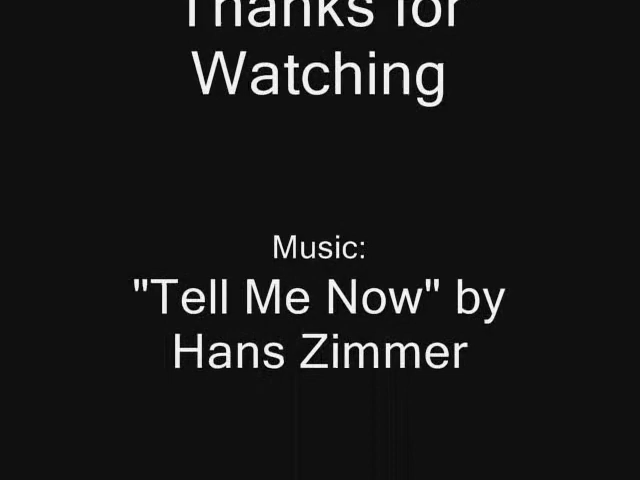 Thanks for
Watching
Music:
"Tell Me Now" by
Hans Zimmer